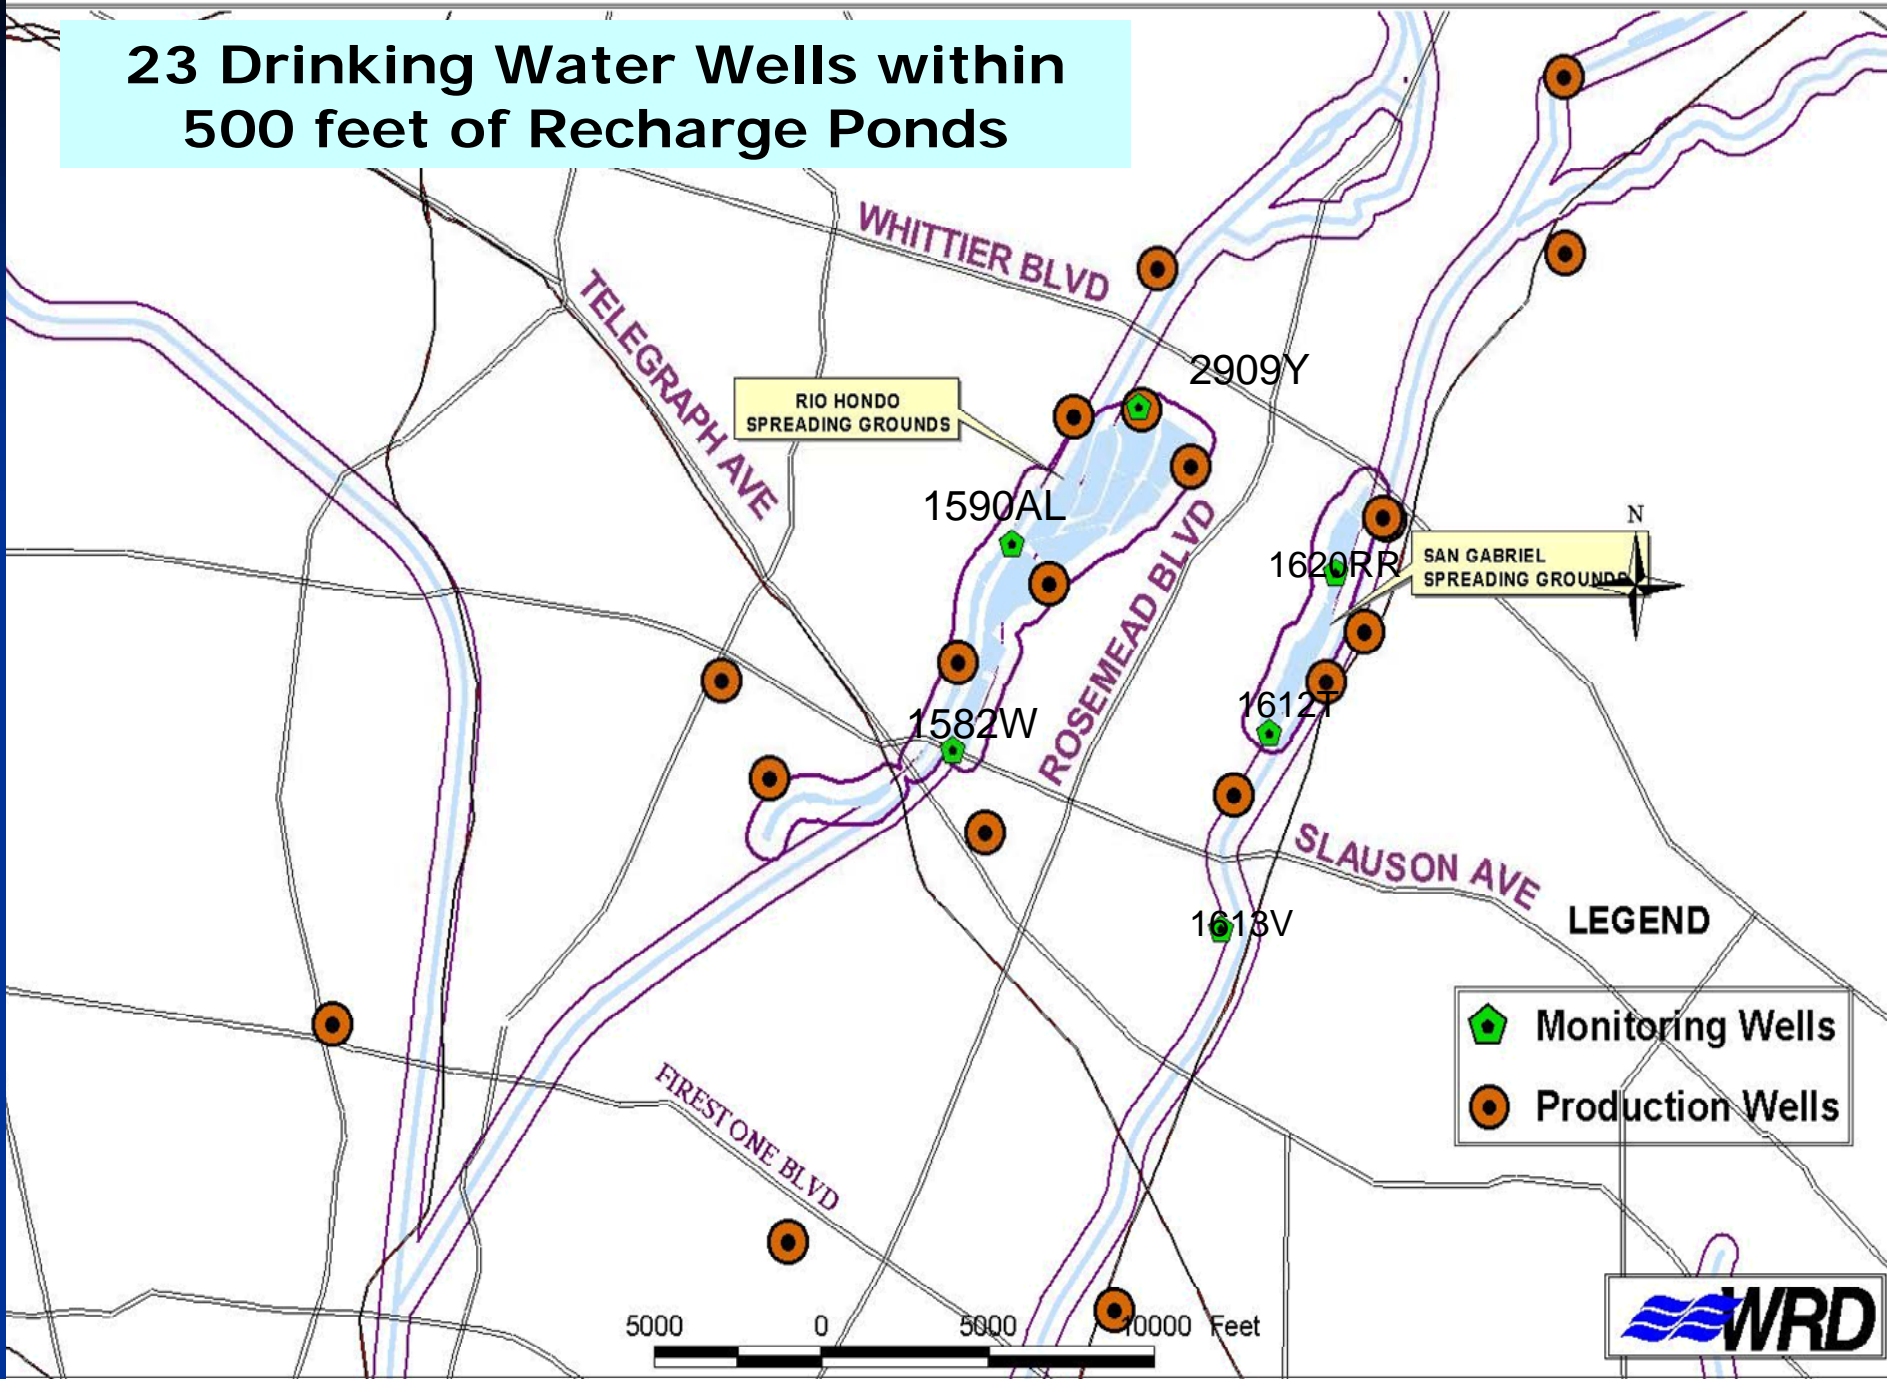 23 Drinking Water Wells within
500 feet of Recharge Ponds
WHITTIER BLVD
TELEGRAPH AVE
2909Y
RIO HONDO
SPREADING GROUNDS
1590AL
ROSEMEAD BLVD
N
1620RR
SAN GABRIEL
SPREADING GROUNDS
1612T
1582W
SLAUSON AVE
1613V
LEGEND
Monitoring Wells
Production Wells
FIRESTONE BLVD
5000 0 5000 10000 Feet
WRD